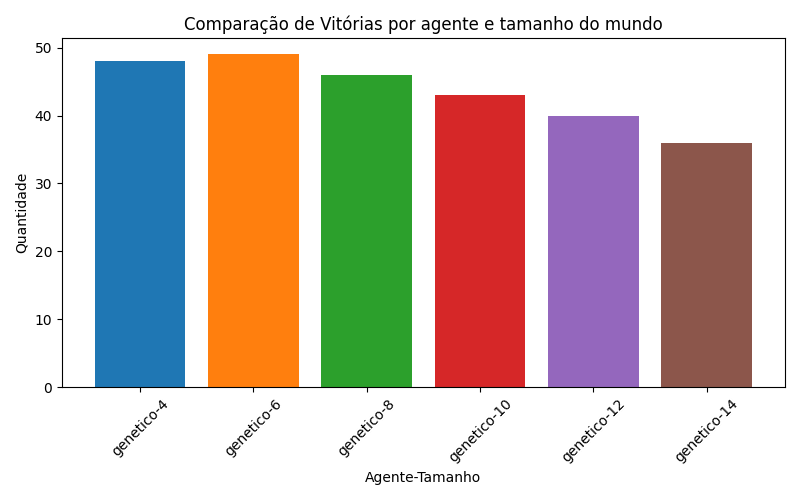 Comparação de Vitórias por agente e tamanho do mundo
Quantidade
50
40
30
20
10
0
genetico-4
genetico-6
genetico-8
genetico-10
genetico-12
genetico-14
Agente-Tamanho